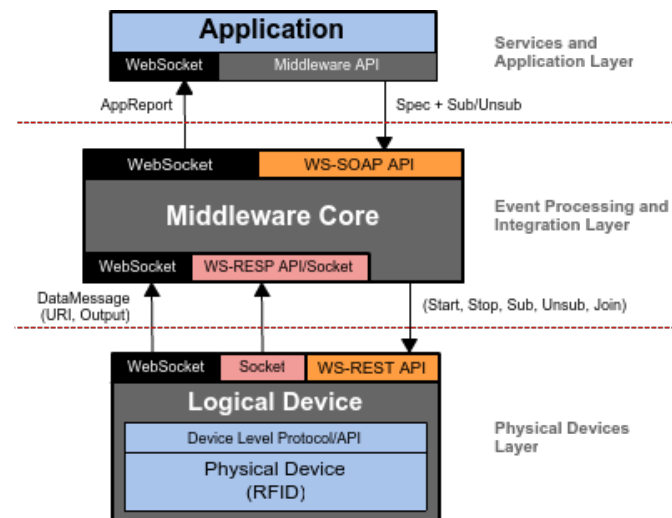 Application
WebSocket
Middleware API
Services and
Application Layer
AppReport
Spec + Sub/Unsub
WebSocket
WS-SOAP API
Middleware Core
Event Processing and
Integration Layer
WebSocket
WS-RESP API/Socket
DataMessage
(URI, Output)
(Start, Stop, Sub, Unsub, Join)
WebSocket
Socket
WS-REST API
Logical Device
Device Level Protocol/API
Physical Device
(RFID)
Physical Devices
Layer